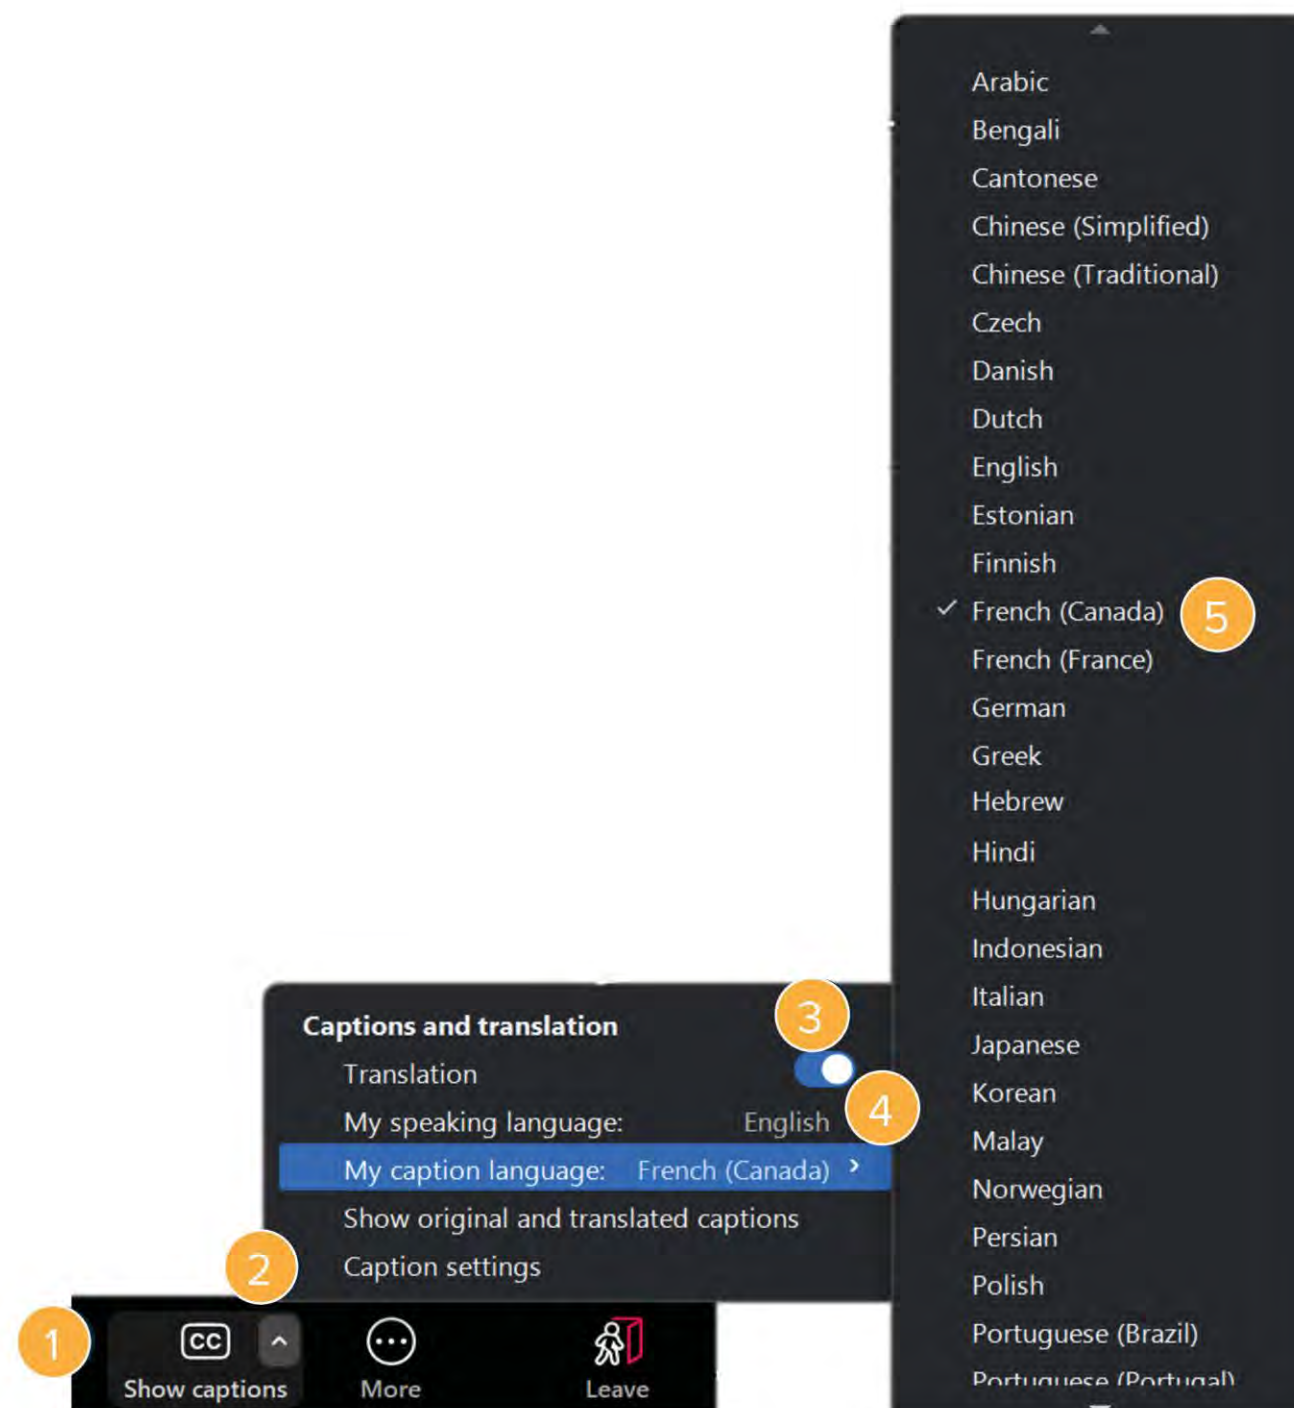 Arabic
Bengali
Cantonese
Chinese (Simplified)
Chinese (Traditional)
Czech
Danish
Dutch
English
Estonian
Finnish
French (Canada) 5
French (France)
German
Greek
Hebrew
Hindi
Hungarian
Indonesian
Italian
Japanese
Korean
Malay
Norwegian
Persian
Polish
Portuguese (Brazil)
Portuguese (Portugal)
3
Captions and translation
Translation
4
My speaking language: English
My caption language: French (Canada) >
Show original and translated captions
2
Caption settings
1
CC
Show captions
More
Leave